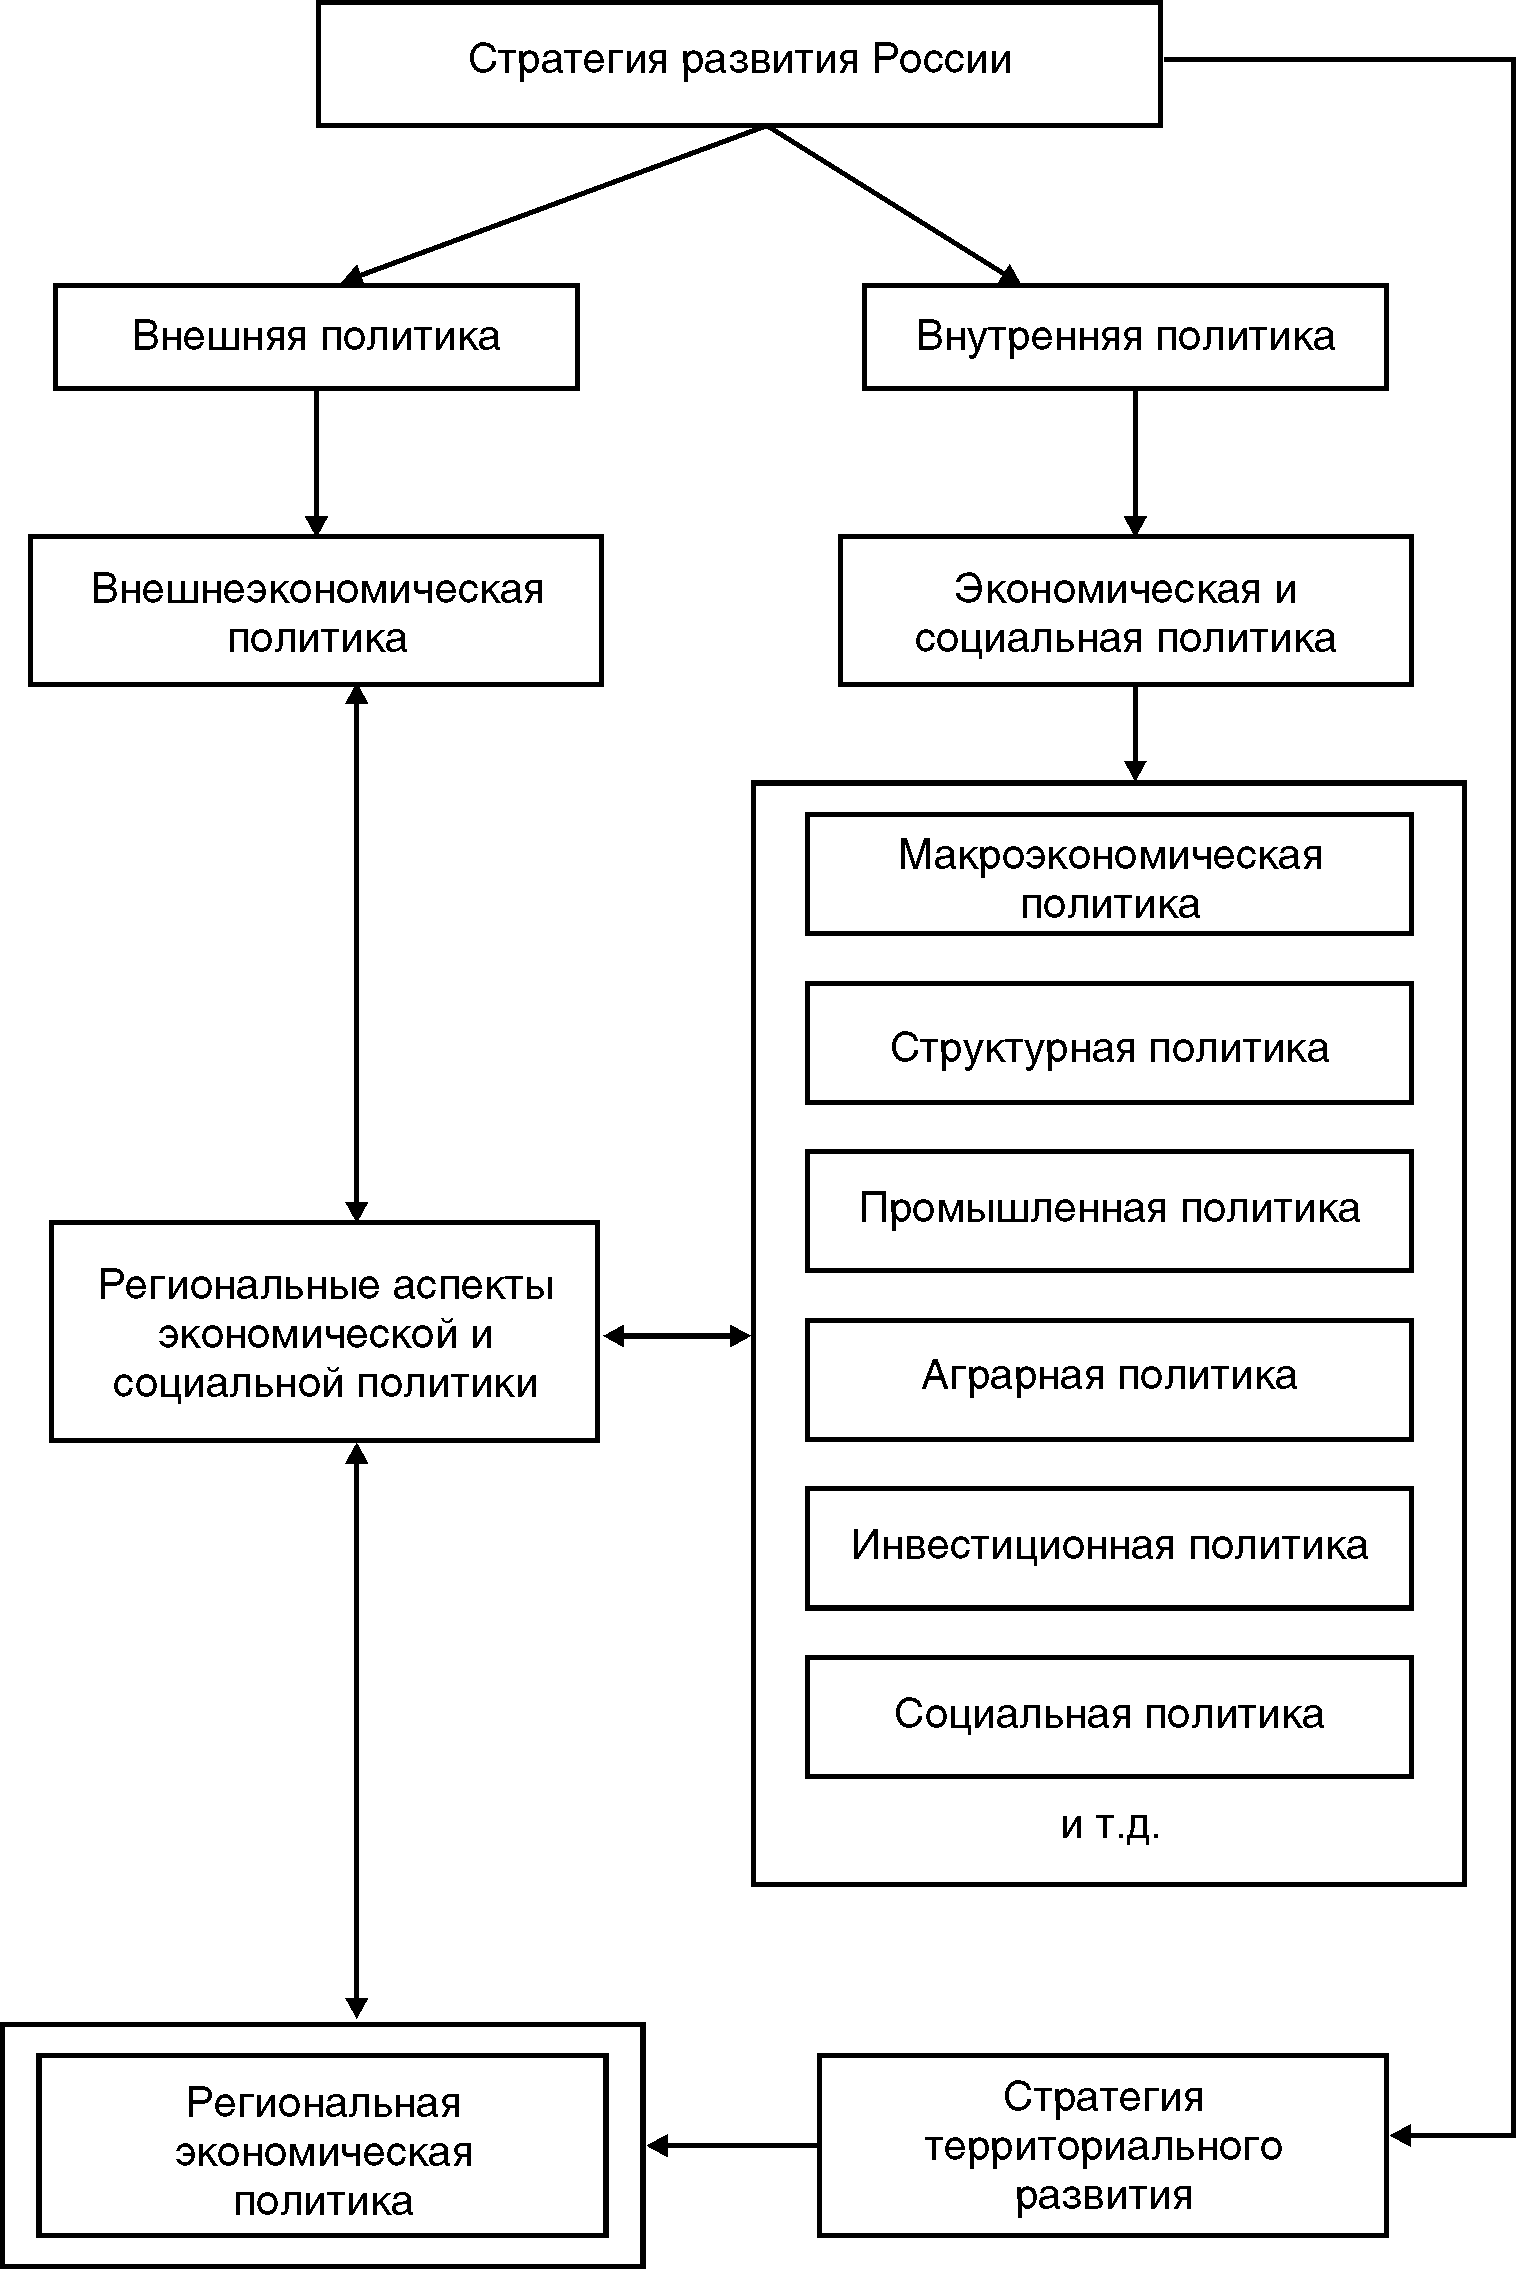 Стратегия развития России
Внешняя политика
Внутренняя политика
Внешнеэкономическая
политика
Экономическая и
социальная политика
Макроэкономическая
политика
Структурная политика
Промышленная политика
Региональные аспекты
экономической и
социальной политики
Аграрная политика
Инвестиционная политика
Социальная политика
и т.д.
Региональная
экономическая
политика
Стратегия
территориального
развития